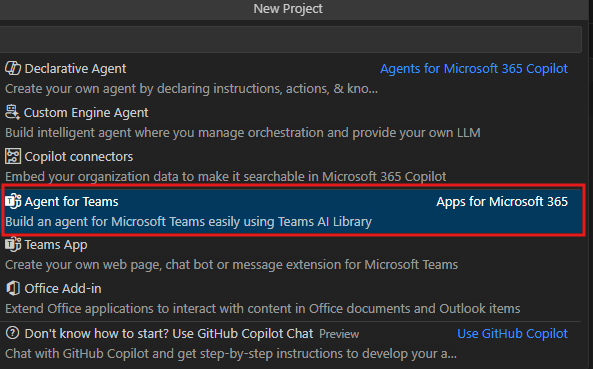 New Project
Declarative Agent Agents for Microsoft 365 Copilot
Create your own agent by declaring instructions, actions, & kno...
Custom Engine Agent
Build intelligent agent where you manage orchestration and provide your own LLM
Copilot connectors
Embed your organization data to make it searchable in Microsoft 365 Copilot
Agent for Teams Apps for Microsoft 365
Build an agent for Microsoft Teams easily using Teams AI Library
Teams App
Create your own web page, chat bot or message extension for Microsoft Teams
Office Add-in
Extend Office applications to interact with content in Office documents and Outlook items
Don't know how to start? Use GitHub Copilot Chat Preview Use GitHub Copilot
Chat with GitHub Copilot and get step-by-step instructions to develop your a...